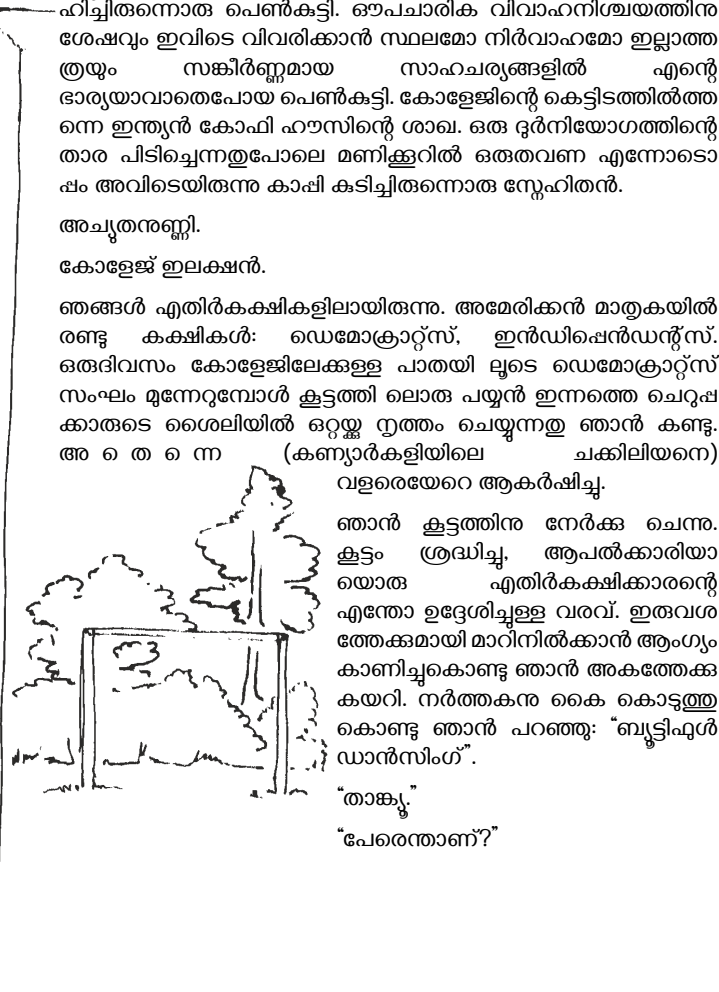 ഹിച്ചിരുന്നൊരു പെൺകുട്ടി. ഔപചാരിക വിവാഹനിശ്ചയത്തിനു
ശേഷവും ഇവിടെ വിവരിക്കാൻ സ്ഥലമോ നിർവാഹമോ ഇല്ലാത്ത
ത്രയും സങ്കീർണ്ണമായ സാഹചര്യങ്ങളിൽ എന്റെ
ഭാര്യയാവാതെപോയ പെൺകുട്ടി. കോളേജിന്റെ കെട്ടിടത്തിൽത്ത
ന്നെ ഇന്ത്യൻ കോഫി ഹൗസിന്റെ ശാഖ. ഒരു ദുർനിയോഗത്തിന്റെ
താര പിടിച്ചെന്നതുപോലെ മണിക്കൂറിൽ ഒരുതവണ എന്നോടൊ
പ്പം അവിടെയിരുന്നു കാപ്പി കുടിച്ചിരുന്നൊരു സ്നേഹിതൻ.
അച്യുതനുണ്ണി.
കോളേജ് ഇലക്ഷൻ.
ഞങ്ങൾ എതിർകക്ഷികളിലായിരുന്നു. അമേരിക്കൻ മാതൃകയിൽ
രണ്ടു കക്ഷികൾ: ഡെമോക്രാറ്റ്സ്, ഇൻഡിപ്പെൻഡന്റ്സ്.
ഒരുദിവസം കോളേജിലേക്കുള്ള പാതയി ലൂടെ ഡെമോക്രാറ്റ്സ്
സംഘം മുന്നേറുമ്പോൾ കൂട്ടത്തി ലൊരു പയ്യൻ ഇന്നത്തെ ചെറുപ്പ
ക്കാരുടെ ശൈലിയിൽ ഒറ്റയ്ക്കു നൃത്തം ചെയ്യുന്നതു ഞാൻ കണ്ടു.
അ തെ ന്നെ (കണ്യാർകളിയിലെ ചക്കിലിയനെ)
വളരെയേറെ ആകർഷിച്ചു.
ഞാൻ കൂട്ടത്തിനു നേർക്കു ചെന്നു.
കൂട്ടം ശ്രദ്ധിച്ചു, ആപൽക്കാരിയാ
യൊരു എതിർകക്ഷിക്കാരന്റെ
എന്തോ ഉദ്ദേശിച്ചുള്ള വരവ്. ഇരുവശ
ത്തേക്കുമായി മാറിനിൽക്കാൻ ആംഗ്യം
കാണിച്ചുകൊണ്ടു ഞാൻ അകത്തേക്കു
കയറി. നർത്തകനു കൈ കൊടുത്തു
കൊണ്ടു ഞാൻ പറഞ്ഞു: “ബ്യൂട്ടിഫുൾ
ഡാൻസിംഗ്”.
“താങ്ക്യൂ.”
“പേരെന്താണ്?”